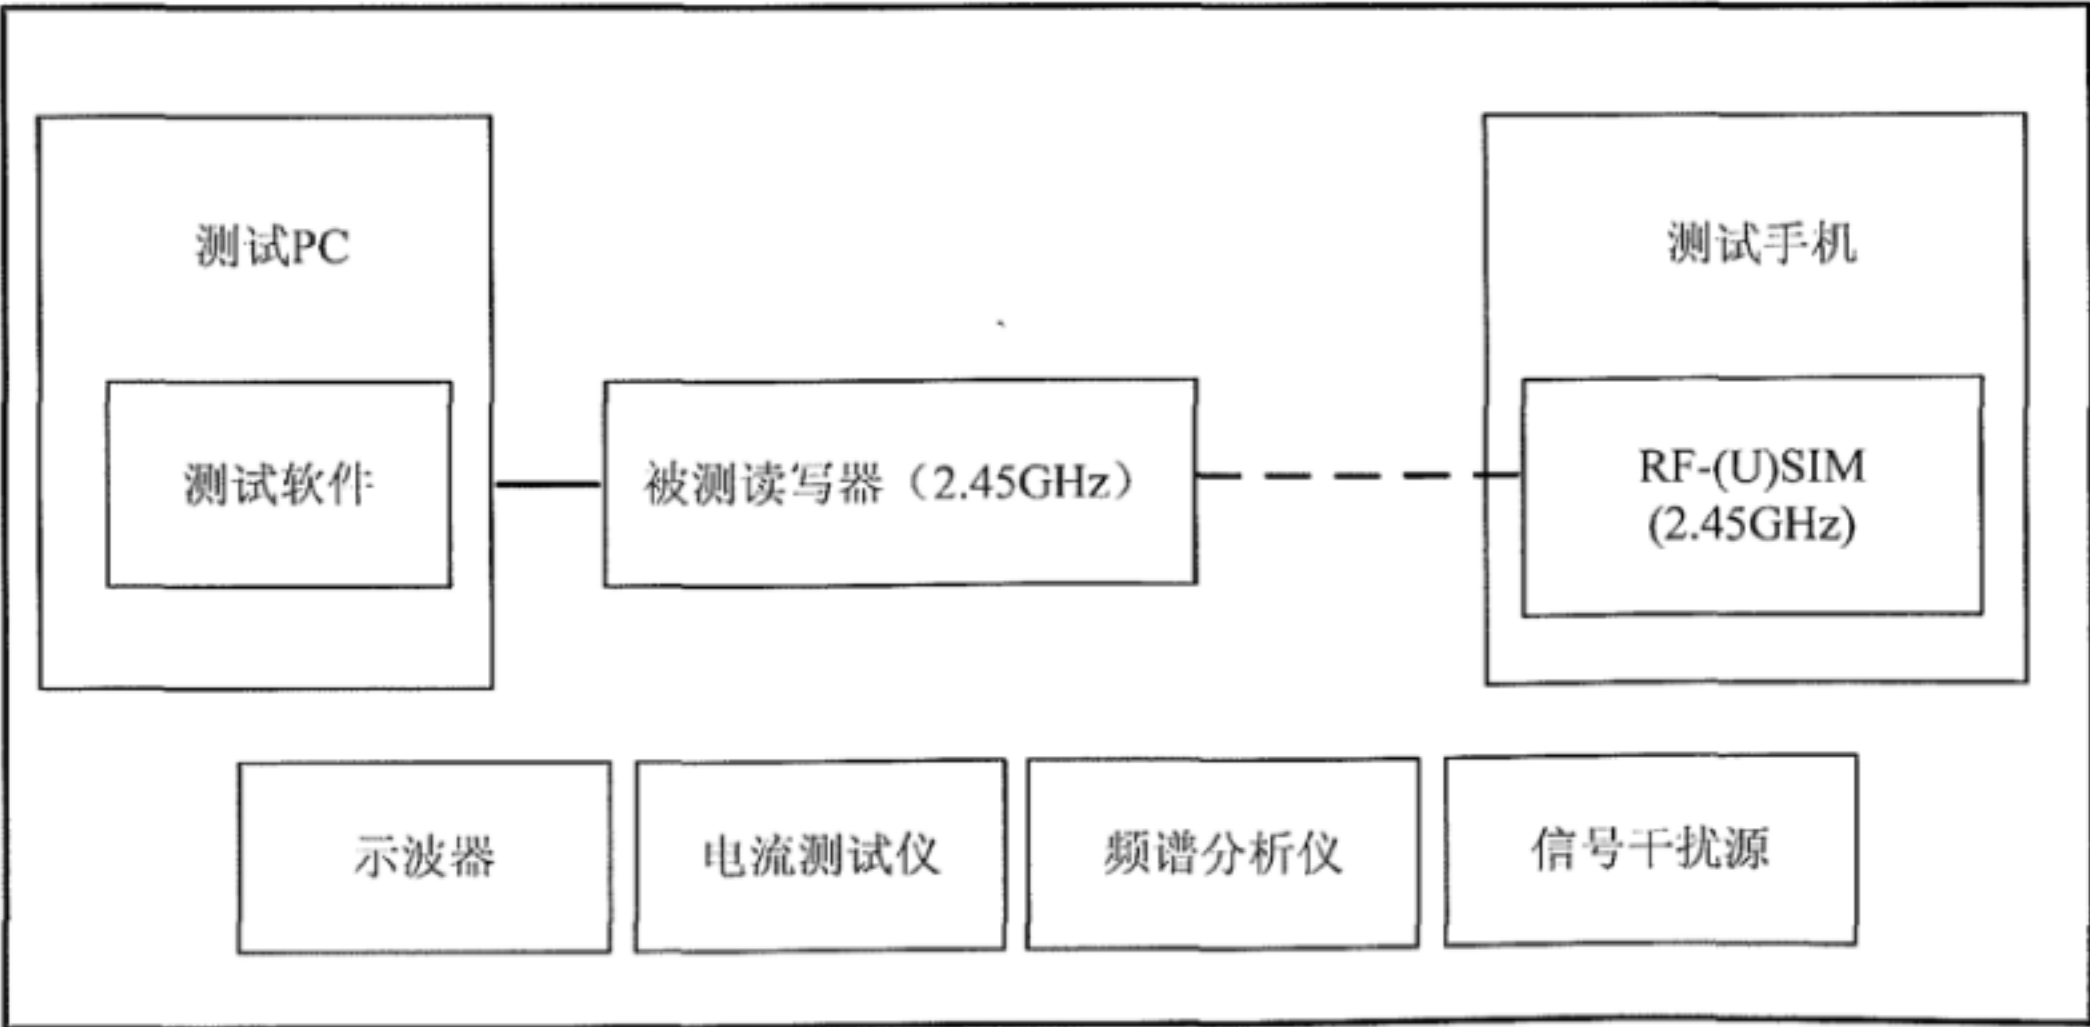 测试PC
测试手机
测试软件
被测读写器（2.45GHz）
RF-(U)SIM
(2.45GHz)
示波器
电流测试仪
频谱分析仪
信号干扰源